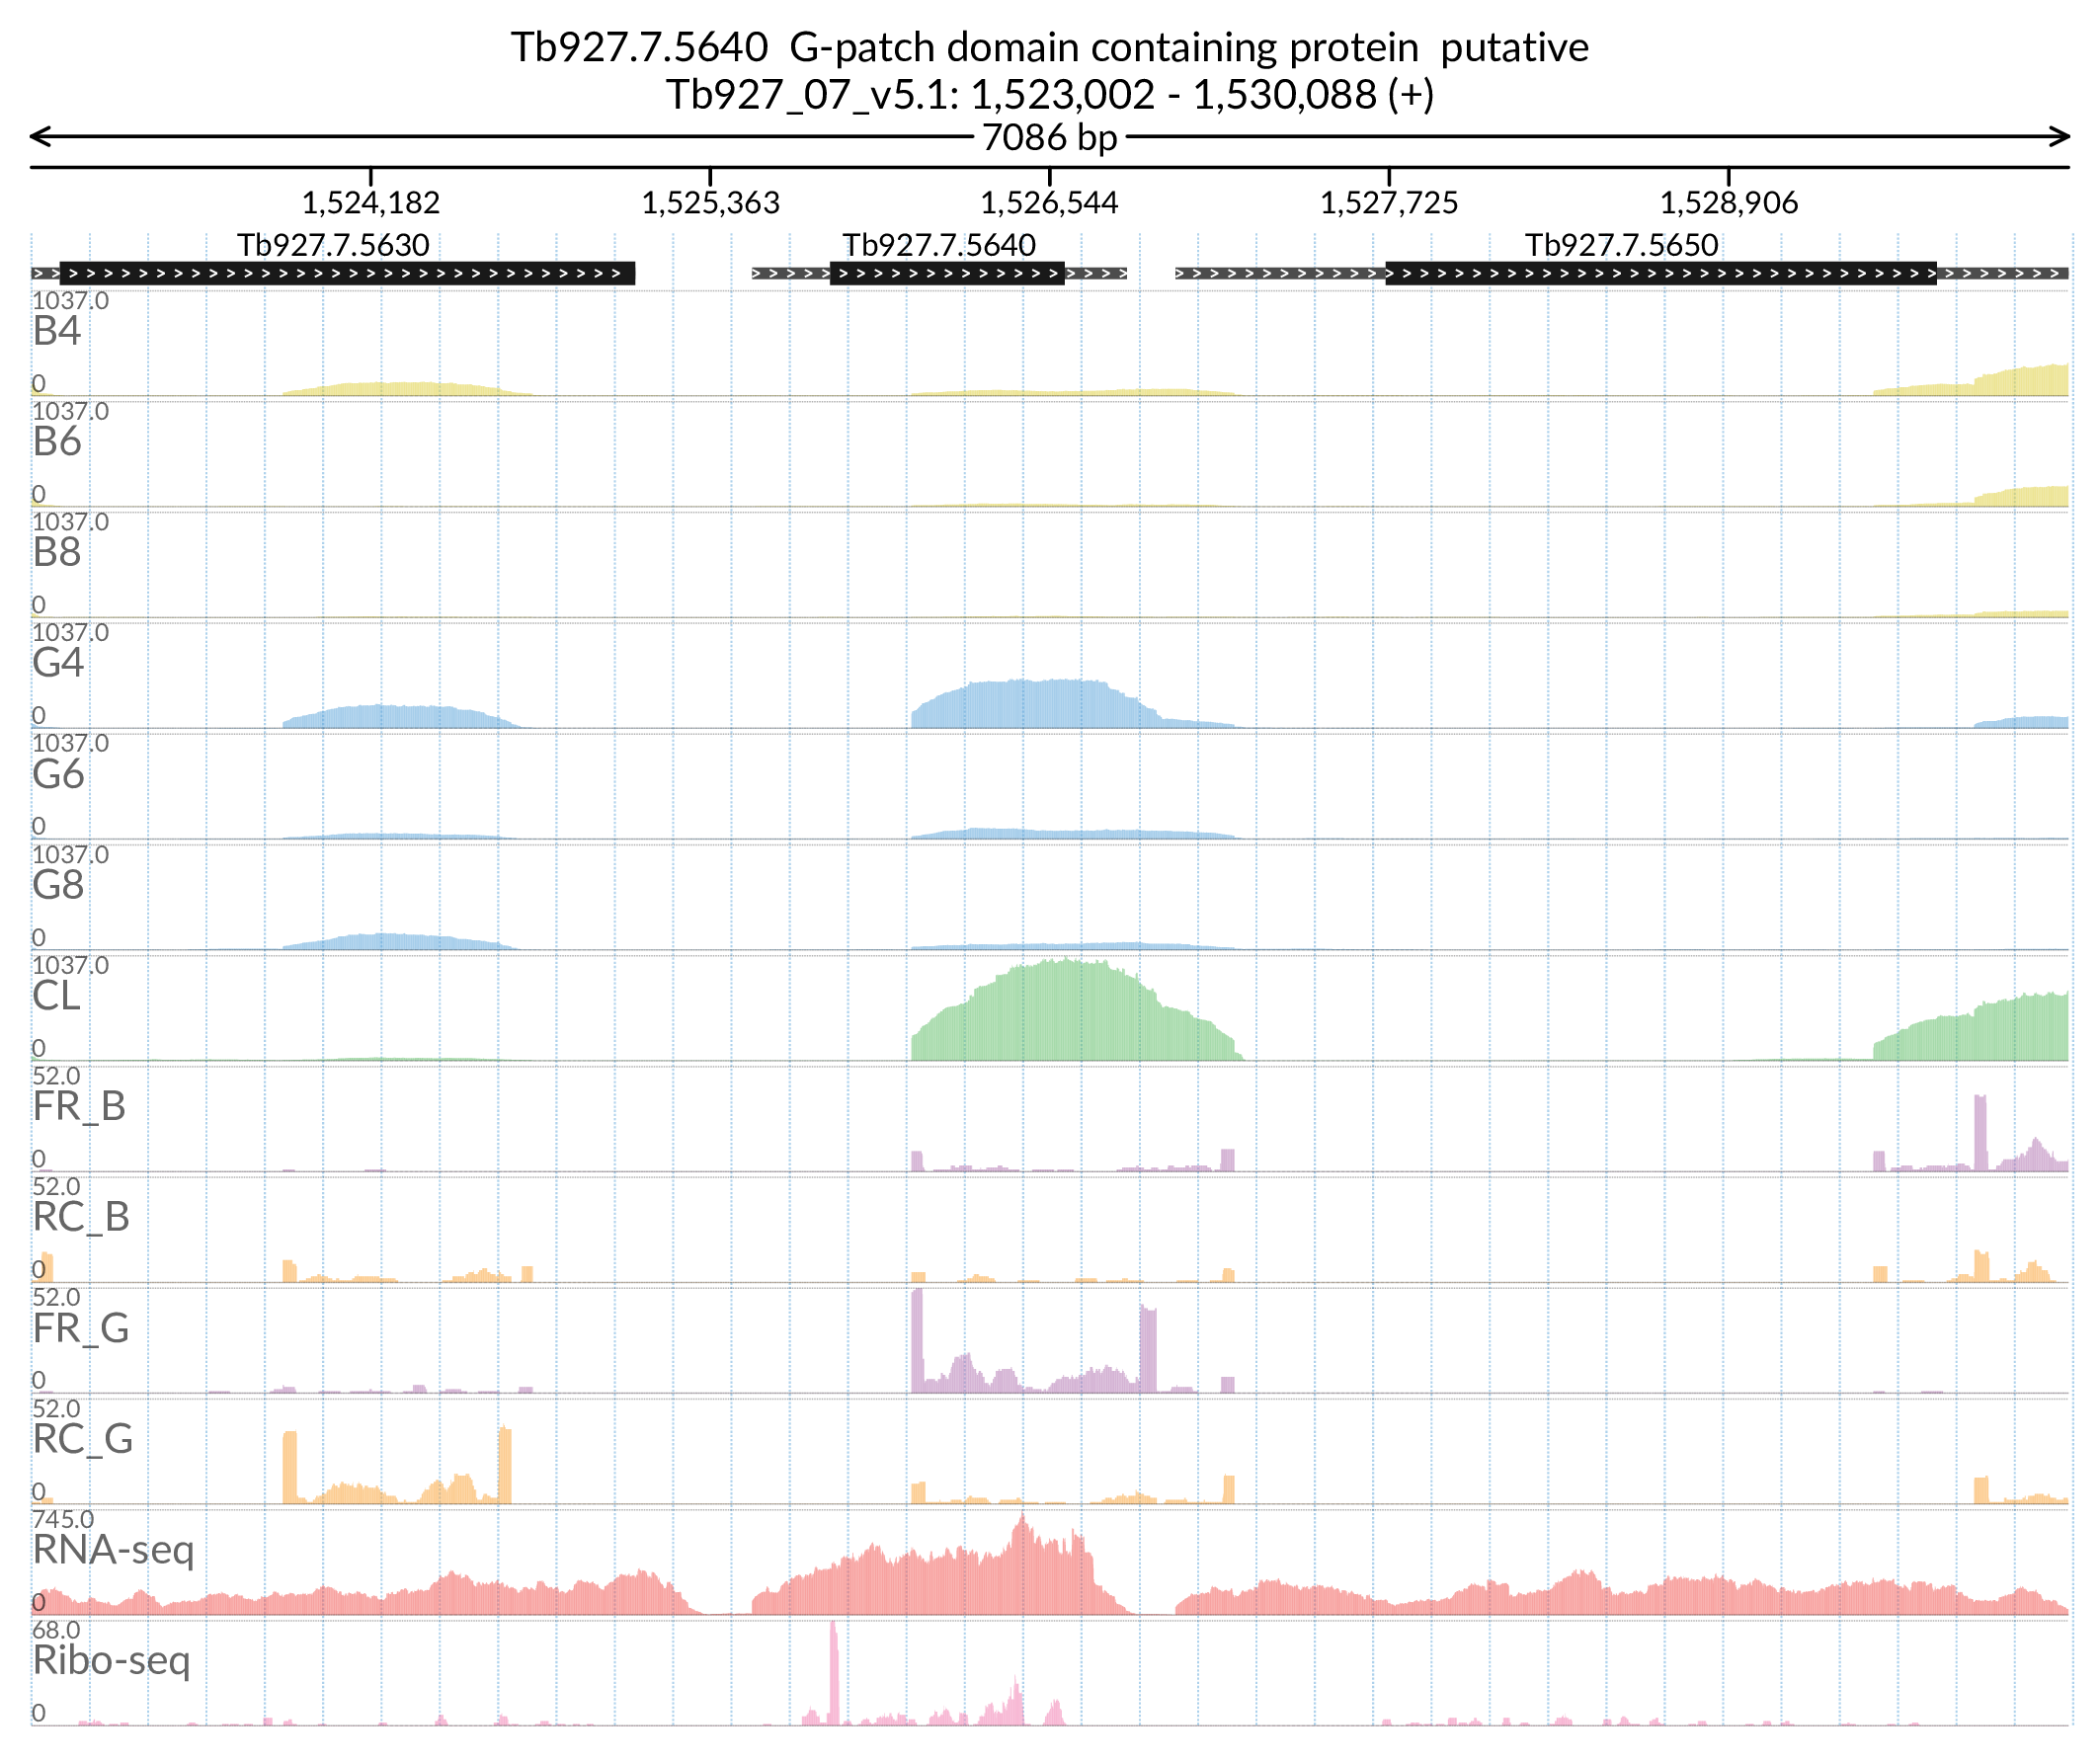 Tb927.7.5640  G-patch domain containing protein  putative
Tb927_07_v5.1: 1,523,002 - 1,530,088 (+)
7086 bp
1,524,182 1,525,363 1,526,544 1,527,725 1,528,906
Tb927.7.5630 Tb927.7.5640 Tb927.7.5650
1037.0
B4
0
1037.0
B6
0
1037.0
B8
0
1037.0
G4
0
1037.0
G6
0
1037.0
G8
0
1037.0
CL
0
52.0
FR_B
0
52.0
RC_B
0
52.0
FR_G
0
52.0
RC_G
0
745.0
RNA-seq
0
68.0
Ribo-seq
0